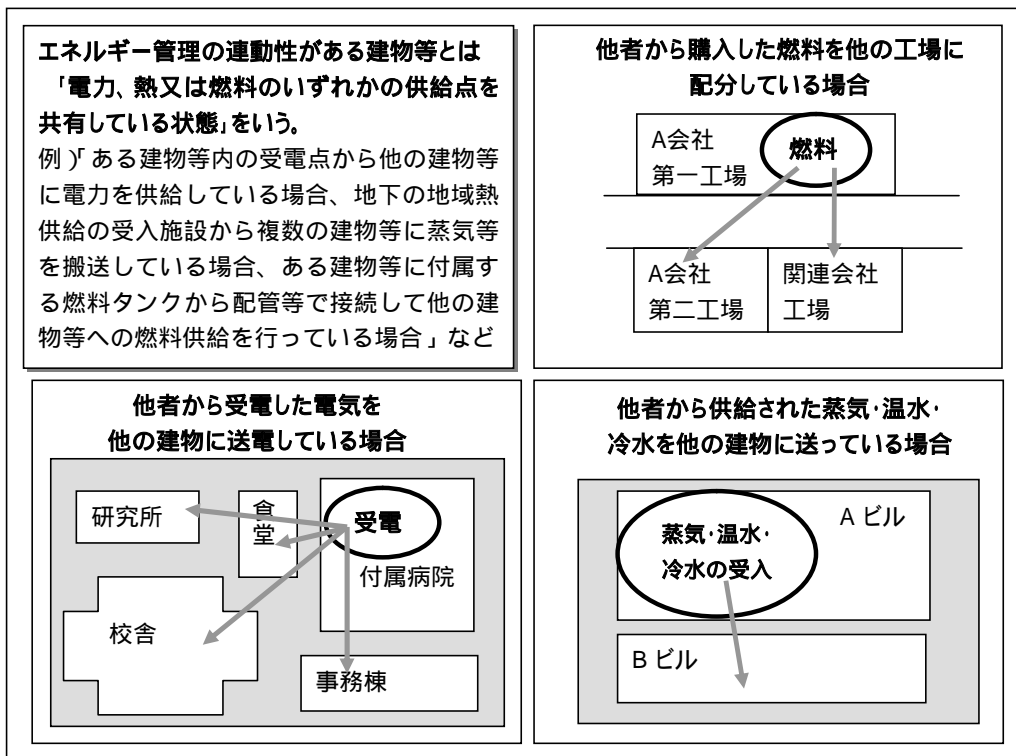 エネルギー管理の連動性がある建物等とは
「電力、熱又は燃料のいずれかの供給点を
共有している状態」をいう。
例）「ある建物等内の受電点から他の建物等
に電力を供給している場合、地下の地域熱
供給の受入施設から複数の建物等に蒸気等
を搬送している場合、ある建物等に付属す
る燃料タンクから配管等で接続して他の建
物等への燃料供給を行っている場合」など
他者から購入した燃料を他の工場に
配分している場合
A会社
第一工場
燃料
A会社
第二工場
関連会社
工場
他者から受電した電気を
他の建物に送電している場合
研究所
食
堂
受電
付属病院
校舎
事務棟
他者から供給された蒸気・温水・
冷水を他の建物に送っている場合
蒸気・温水・
冷水の受入
A ビル
B ビル